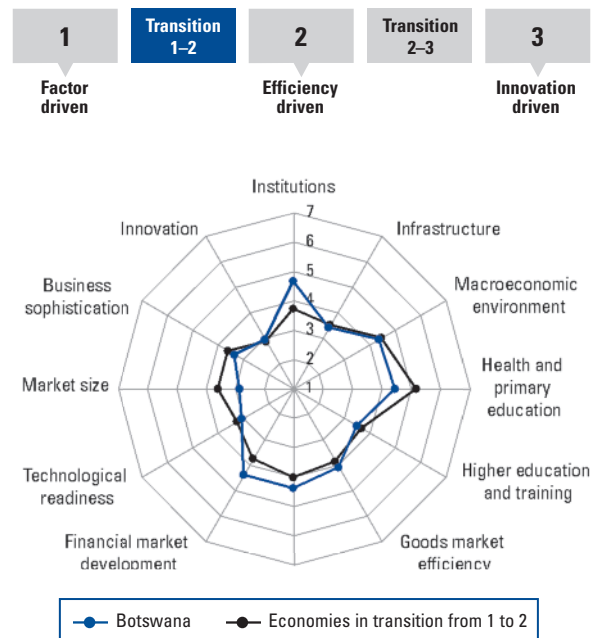 1
Transition
1–2
2
Transition
2–3
3
Factor
driven
Efficiency
driven
Innovation
driven
Institutions
Innovation
Infrastructure
Business
sophistication
Macroeconomic
environment
Market size
Health and
primary
education
Technological
readiness
Higher education
and training
Financial market
development
Goods market
efficiency
7
6
5
4
3
2
1
Botswana
Economies in transition from 1 to 2